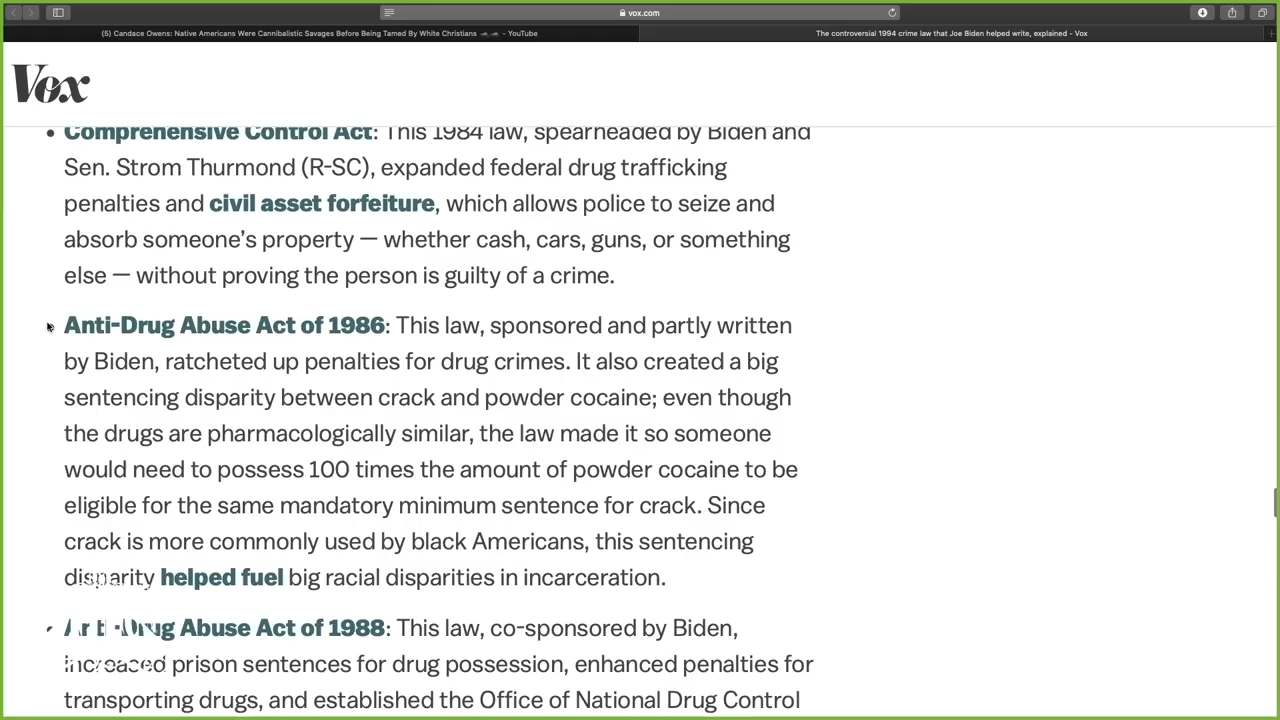 vox.com
(5) Candace Owens: Native Americans Were Cannibalistic Savages Before Being Tamed By White Christians - YouTube
The controversial 1994 crime law that Joe Biden helped write, explained - Vox
Vox
• Comprehensive Control Act: This 1984 law, spearheaded by Biden and
Sen. Strom Thurmond (R-SC), expanded federal drug trafficking
penalties and civil asset forfeiture, which allows police to seize and
absorb someone’s property — whether cash, cars, guns, or something
else — without proving the person is guilty of a crime.
Anti-Drug Abuse Act of 1986: This law, sponsored and partly written
by Biden, ratcheted up penalties for drug crimes. It also created a big
sentencing disparity between crack and powder cocaine; even though
the drugs are pharmacologically similar, the law made it so someone
would need to possess 100 times the amount of powder cocaine to be
eligible for the same mandatory minimum sentence for crack. Since
crack is more commonly used by black Americans, this sentencing
disparity helped fuel big racial disparities in incarceration.
Anti-Drug Abuse Act of 1988: This law, co-sponsored by Biden,
increased prison sentences for drug possession, enhanced penalties for
transporting drugs, and established the Office of National Drug Control